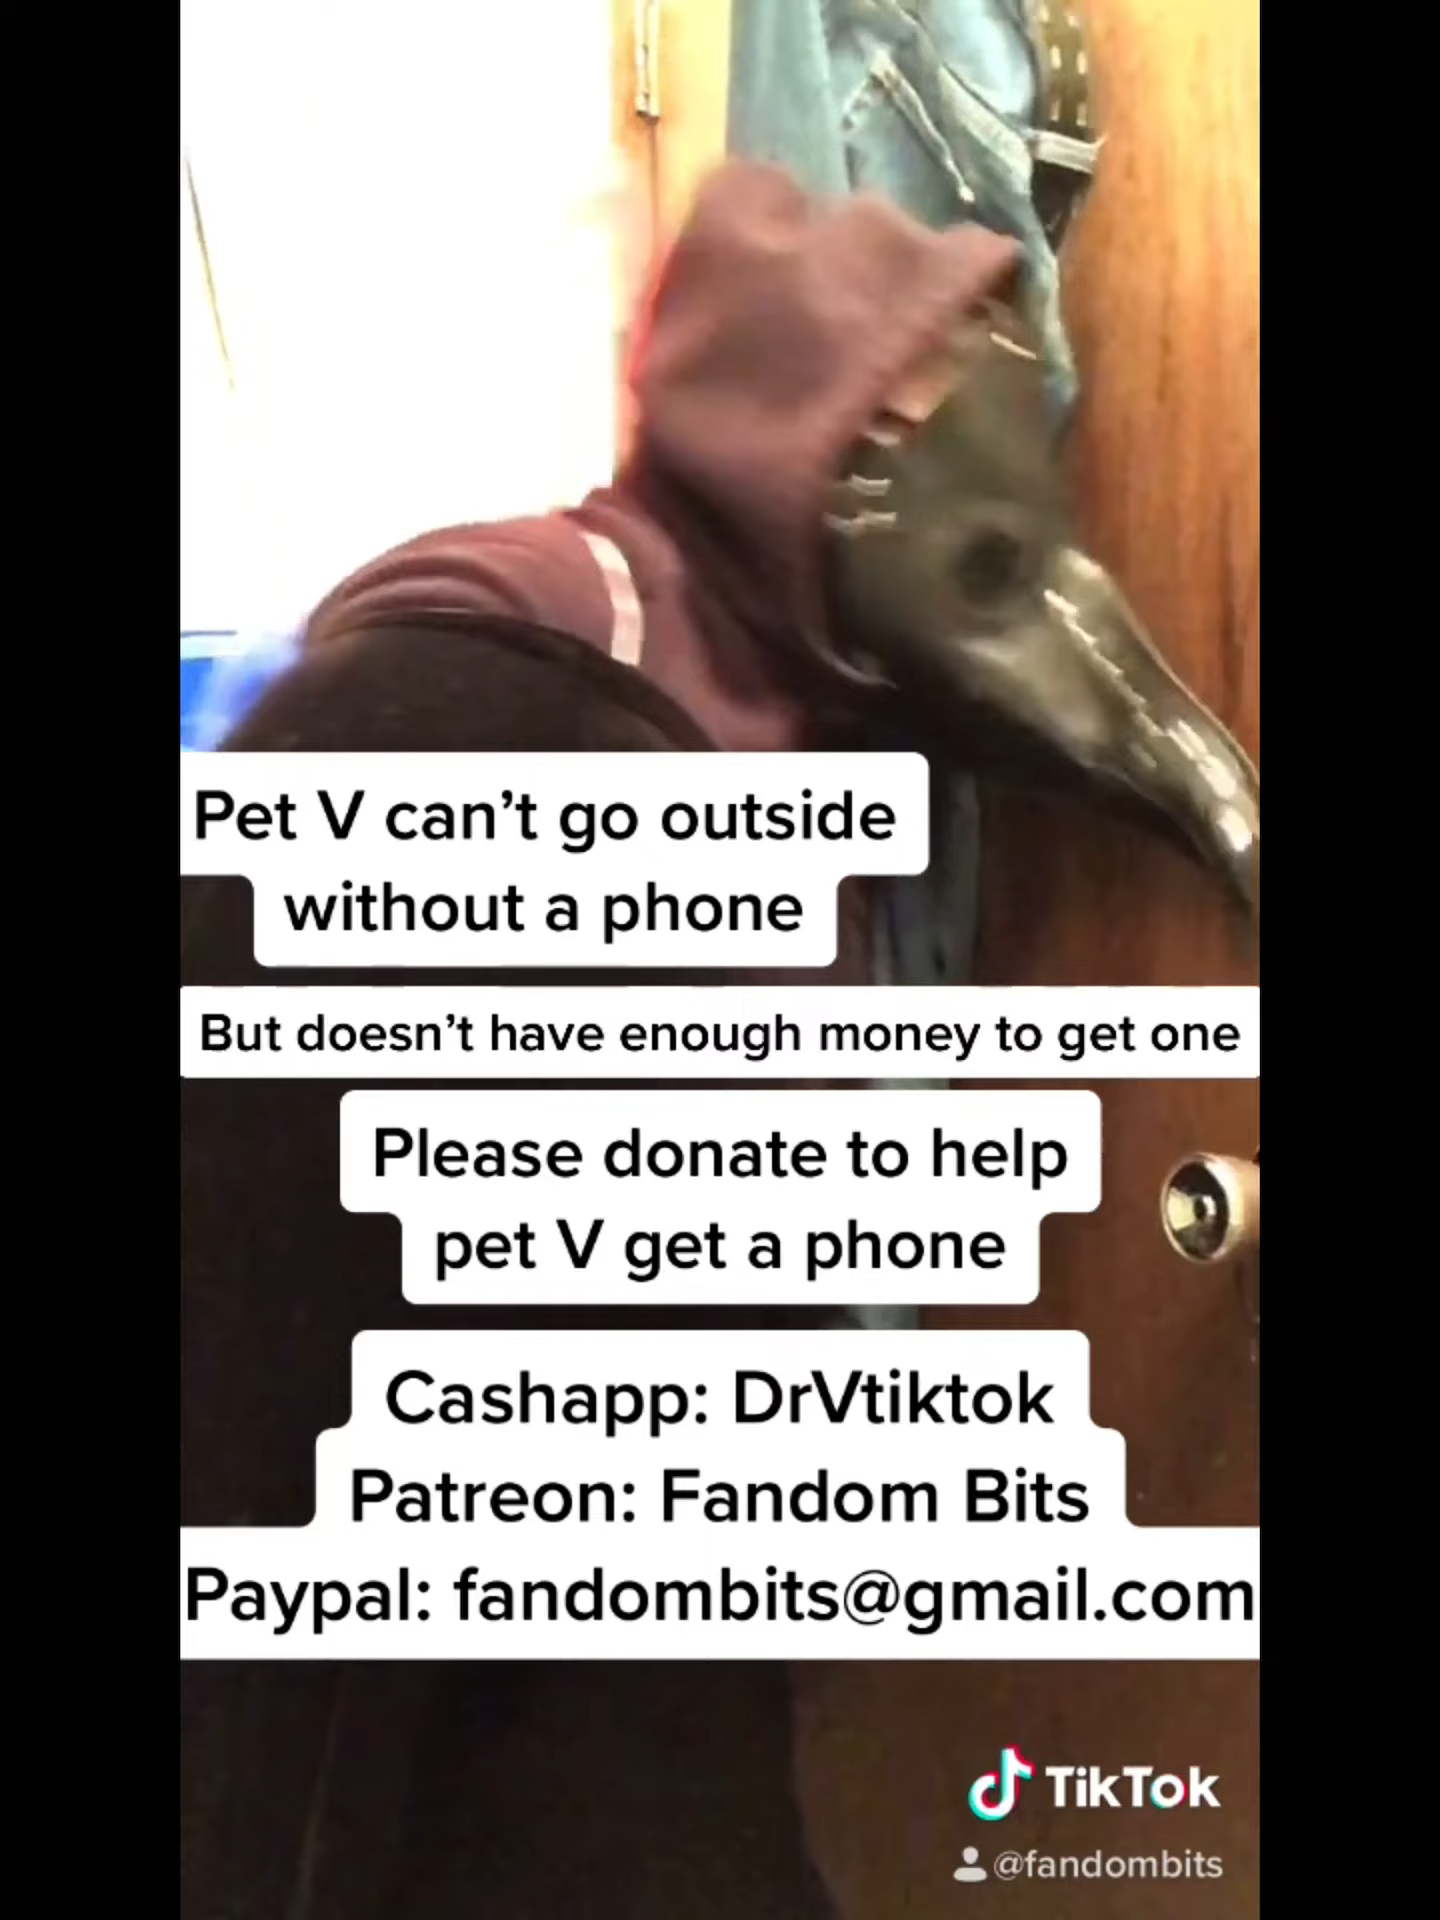 Pet V can’t go outside
without a phone
But doesn’t have enough money to get one
Please donate to help
pet V get a phone
Cashapp: DrVtiktok
Patreon: Fandom Bits
Paypal: fandombits@gmail.com
TikTok
@fandombits